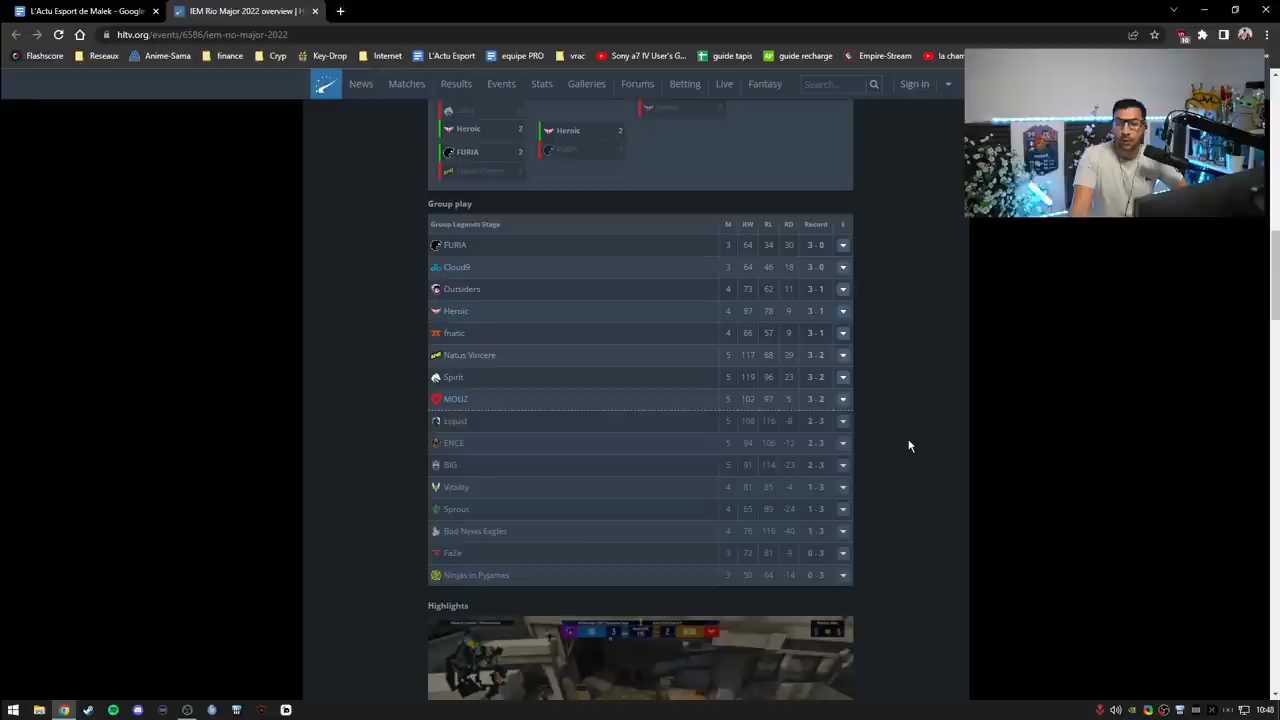 L'Actu Esport de Malek - Google
IEM Rio Major 2022 overview | H
hltv.org/events/6586/iem-rio-major-2022
Flashscore Reseaux Anime-Sama finance Cryp Key-Drop Internet L'Actu Esport equipe PRO vrac Sony a7 IV User's G... guide tapis guide recharge Empire-Stream la cham
News Matches Results Events Stats Galleries Forums Betting Live Fantasy Search... Sign in
Heroic 2
Heroic 2
FURIA 2
FURIA 1
Group play
Group Legends Stage M RW RL RD Record E
FURIA 3 64 34 30 3 - 0
Cloud9 3 64 46 18 3 - 0
Outsiders 4 73 62 11 3 - 1
Heroic 4 87 78 9 3 - 1
fnatic 4 66 57 9 3 - 1
Natus Vincere 5 117 88 29 3 - 2
Spirit 5 119 96 23 3 - 2
MOUZ 5 102 97 5 3 - 2
Liquid 5 108 116 -8 2 - 3
ENCE 5 94 106 -12 2 - 3
BIG 5 91 114 -23 2 - 3
Vitality 4 81 85 -4 1 - 3
Sprout 4 65 89 -24 1 - 3
Bad News Eagles 4 76 116 -40 1 - 3
FaZe 3 72 81 -9 0 - 3
Ninjas in Pyjamas 3 50 64 -14 0 - 3
Highlights
3 2
10:48